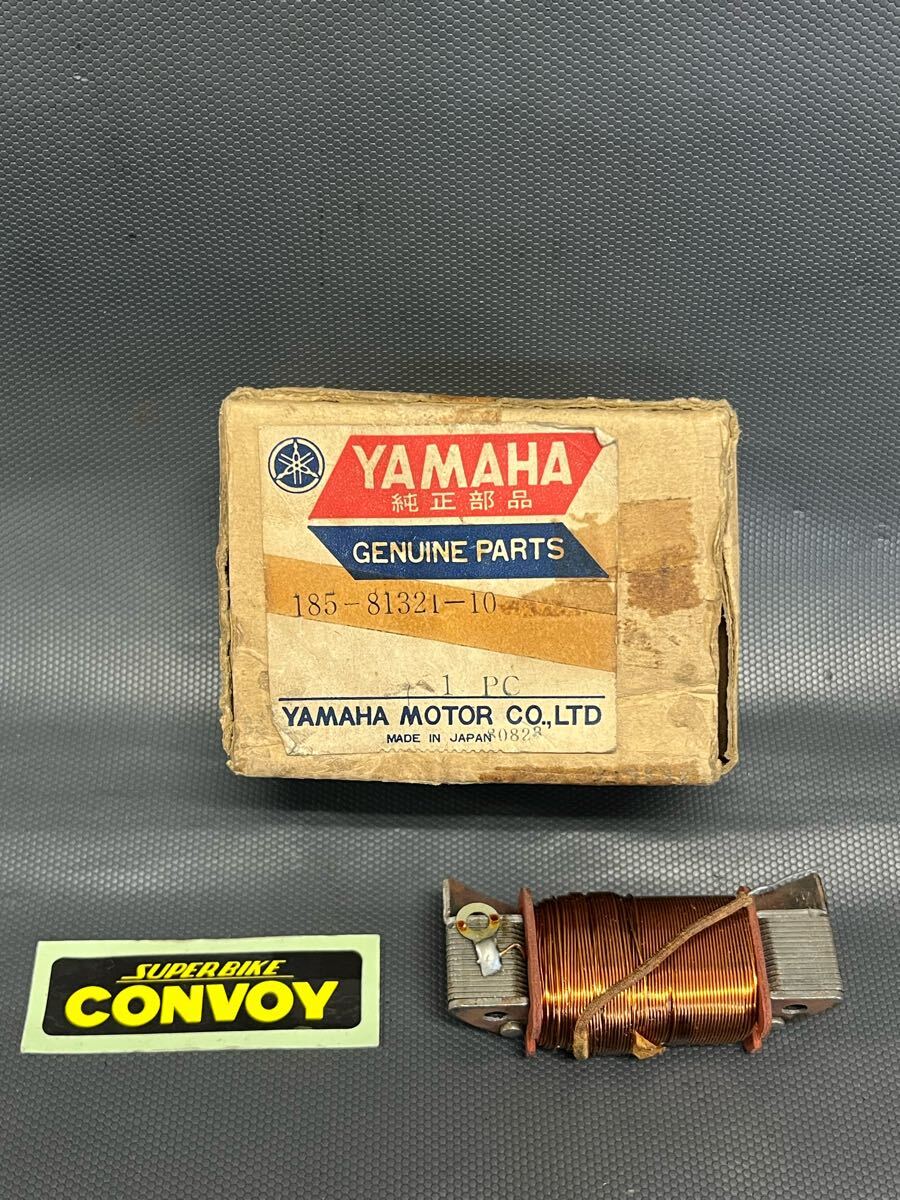 YAMAHA
純正部品
GENUINE PARTS
185-81321-10
1 PC
YAMAHA MOTOR CO.,LTD
MADE IN JAPAN
SUPERBIKE
CONVOY